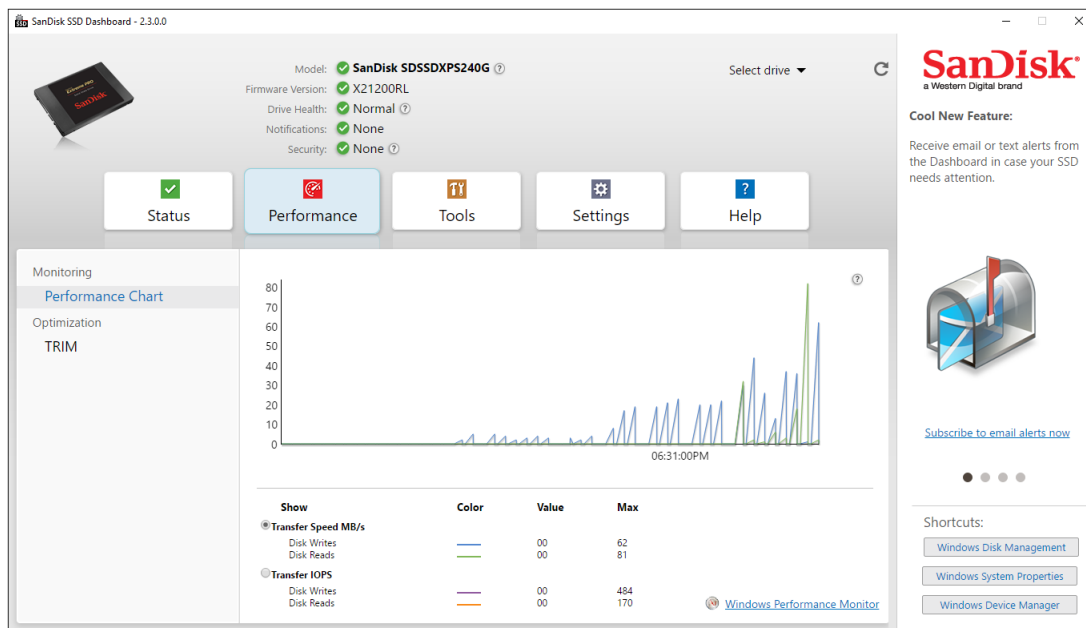 SanDisk SSD Dashboard - 2.3.0.0
Model: SanDisk SDSSDXPS240G ?
Firmware Version: X21200RL
Drive Health: Normal ?
Notifications: None
Security: None ?
Select drive
SanDisk
a Western Digital brand
Cool New Feature:
Receive email or text alerts from
the Dashboard in case your SSD
needs attention.
Status
Performance
Tools
Settings
Help
Monitoring
Performance Chart
Optimization
TRIM
80
70
60
50
40
30
20
10
0
06:31:00PM
Show Color Value Max
Transfer Speed MB/s
Disk Writes 00 62
Disk Reads 00 81
Transfer IOPS
Disk Writes 00 484
Disk Reads 00 170
Windows Performance Monitor
Subscribe to email alerts now
Shortcuts:
Windows Disk Management
Windows System Properties
Windows Device Manager